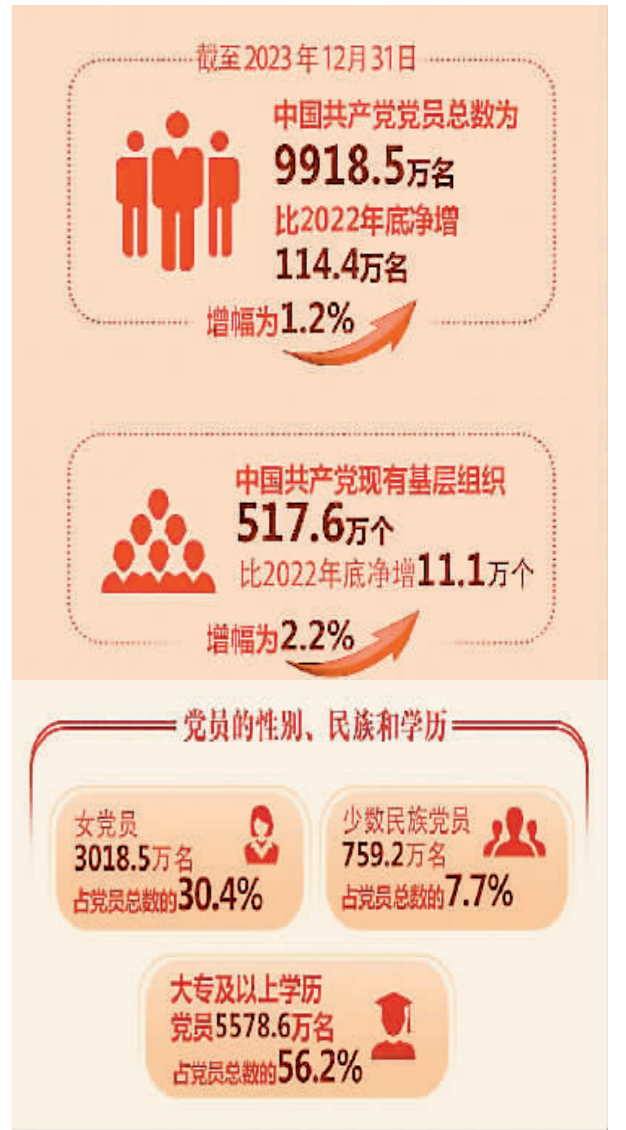 截至2023年12月31日
中国共产党党员总数为
9918.5万名
比2022年底净增
114.4万名
增幅为1.2%
中国共产党现有基层组织
517.6万个
比2022年底净增11.1万个
增幅为2.2%
党员的性别、民族和学历
女党员
3018.5万名
占党员总数的30.4%
少数民族党员
759.2万名
占党员总数的7.7%
大专及以上学历
党员5578.6万名
占党员总数的56.2%